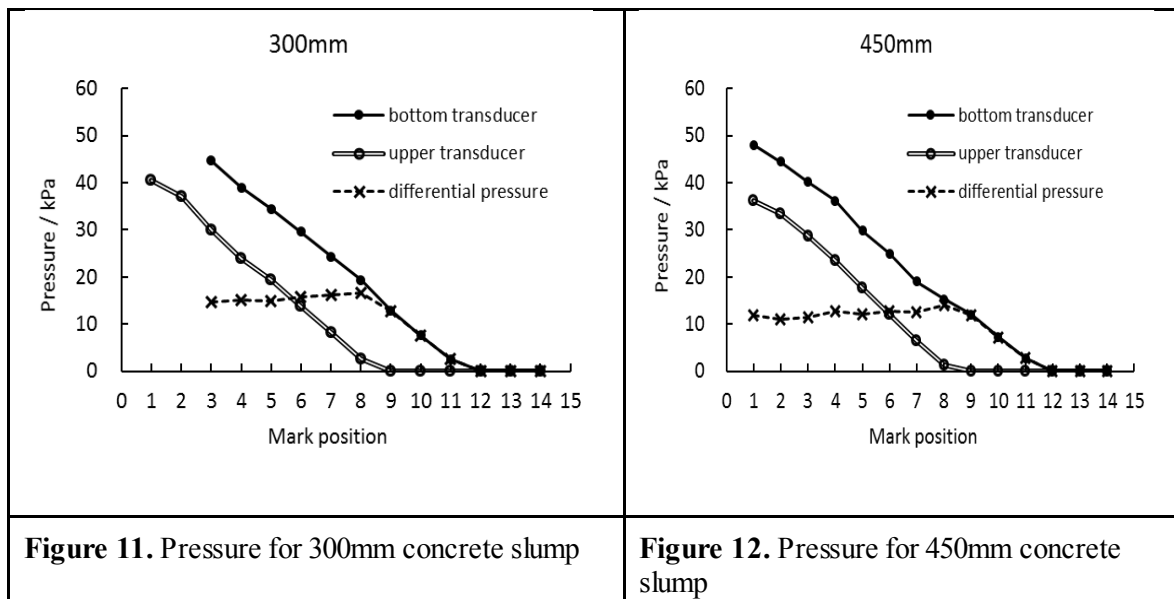 300mm
60
50
40
30
20
10
0
Pressure / kPa
bottom transducer
upper transducer
differential pressure
0 1 2 3 4 5 6 7 8 9 10 11 12 13 14 15
Mark position
Figure 11. Pressure for 300mm concrete slump
450mm
60
50
40
30
20
10
0
Pressure / kPa
bottom transducer
upper transducer
differential pressure
0 1 2 3 4 5 6 7 8 9 10 11 12 13 14 15
Mark position
Figure 12. Pressure for 450mm concrete
slump